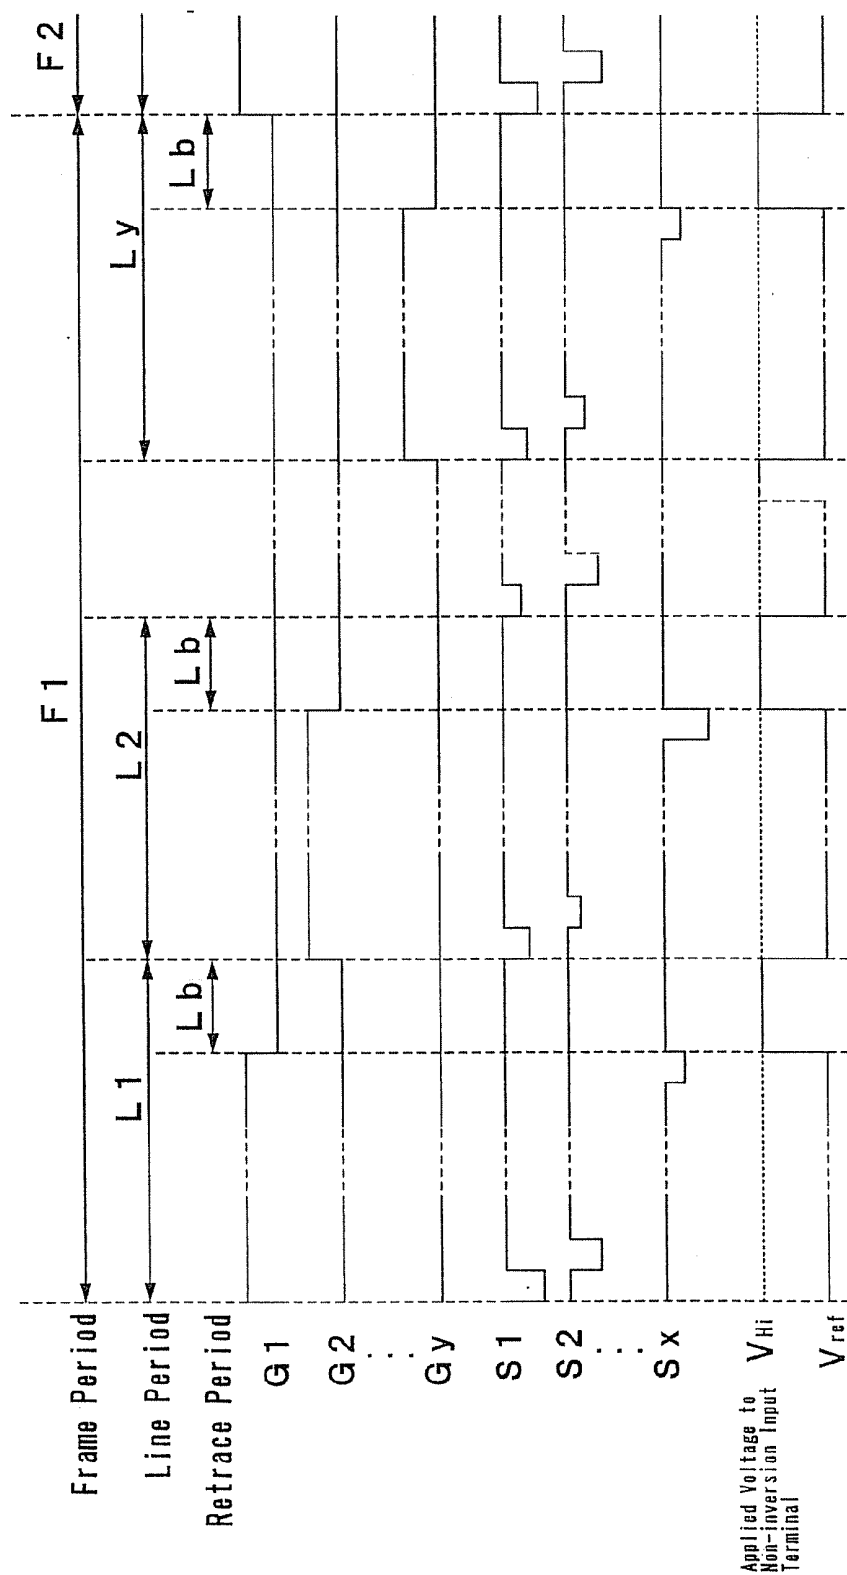 Frame Period
F1
F2
Line Period
L1
L2
Ly
Retrace Period
Lb
Lb
Lb
G1
G2
...
Gy
S1
S2
...
Sx
Applied Voltage to
Non-inversion Input
Terminal
VHi
Vref